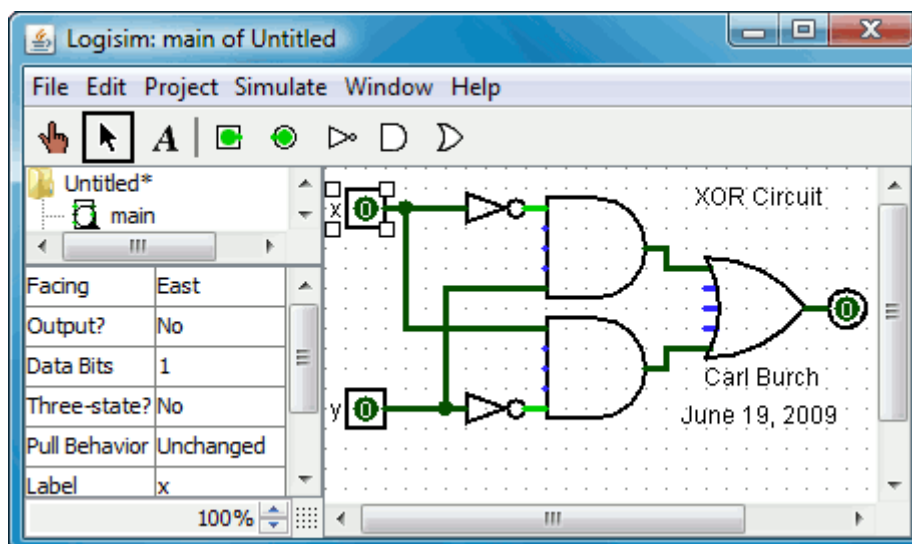 Logisim: main of Untitled
File Edit Project Simulate Window Help
A
Untitled*
main
Facing East
Output? No
Data Bits 1
Three-state? No
Pull Behavior Unchanged
Label x
100%
XOR Circuit
x 0
0
y 0
Carl Burch
June 19, 2009